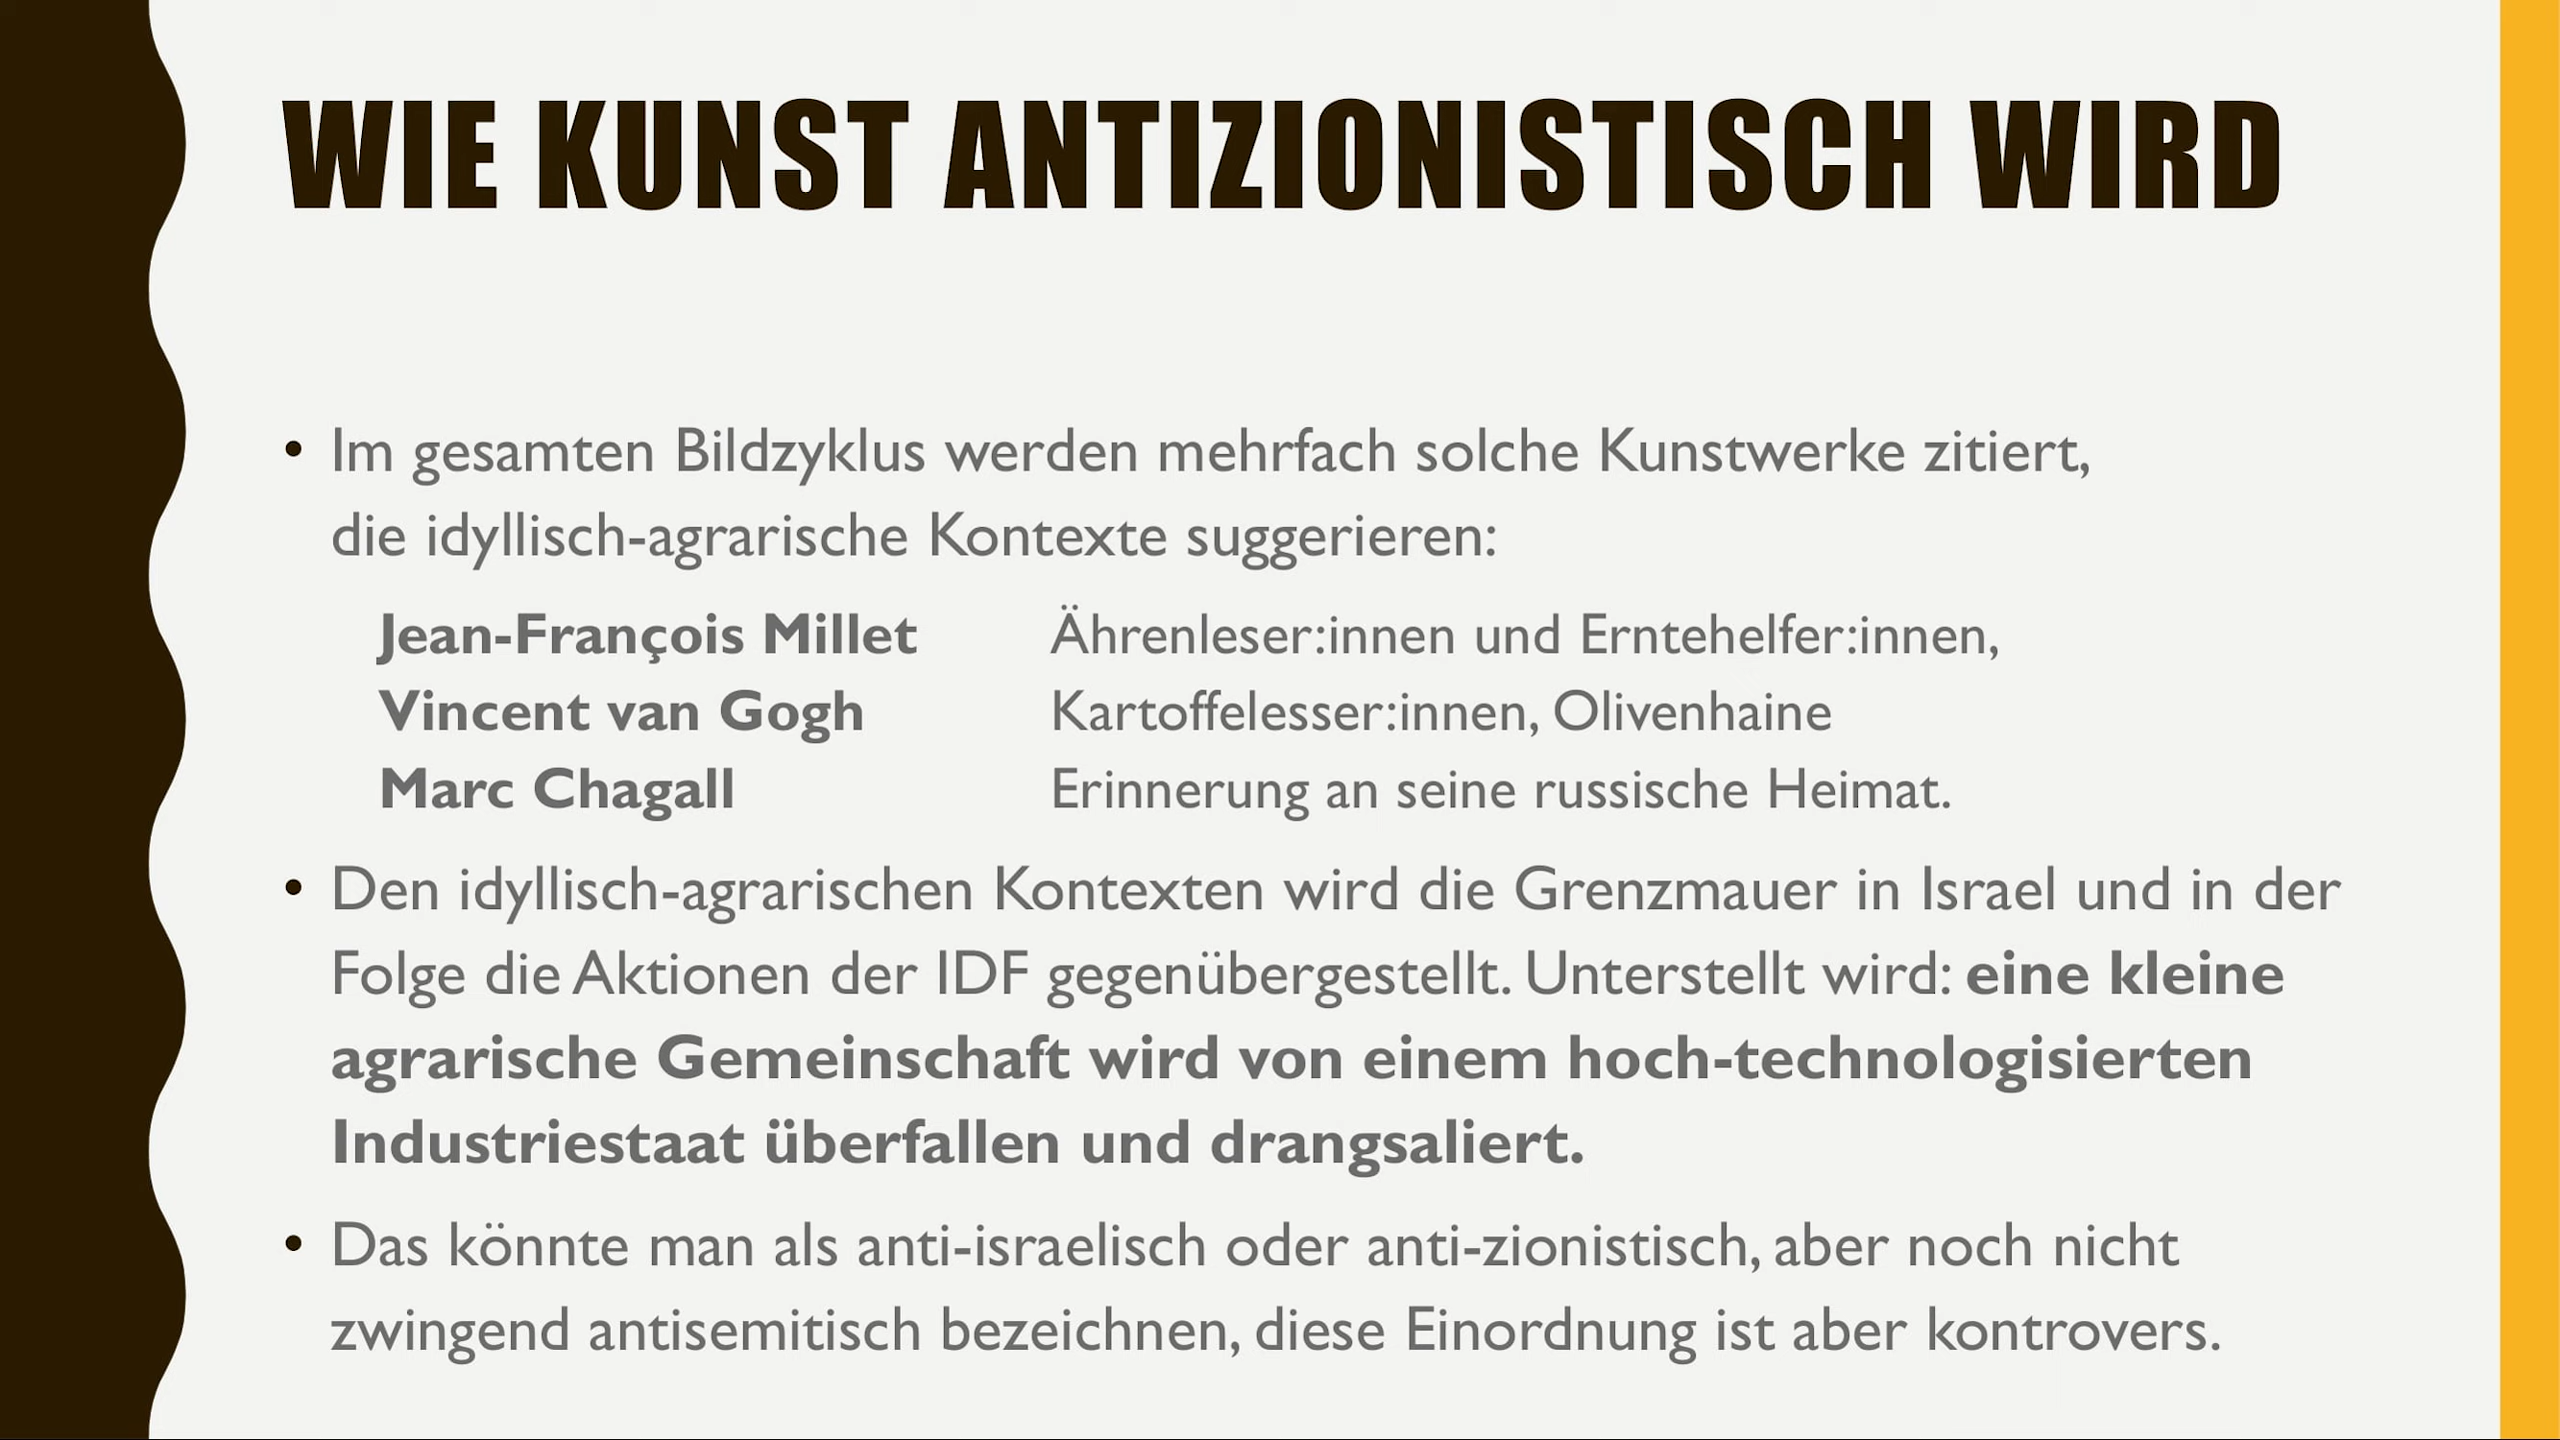 WIE KUNST ANTIZIONISTISCH WIRD
• Im gesamten Bildzyklus werden mehrfach solche Kunstwerke zitiert,
die idyllisch-agrarische Kontexte suggerieren:
Jean-François Millet Ährenleser:innen und Erntehelfer:innen,
Vincent van Gogh Kartoffelesser:innen, Olivenhaine
Marc Chagall Erinnerung an seine russische Heimat.
• Den idyllisch-agrarischen Kontexten wird die Grenzmauer in Israel und in der
Folge die Aktionen der IDF gegenübergestellt. Unterstellt wird: eine kleine
agrarische Gemeinschaft wird von einem hoch-technologisierten
Industriestaat überfallen und drangsaliert.
• Das könnte man als anti-israelisch oder anti-zionistisch, aber noch nicht
zwingend antisemitisch bezeichnen, diese Einordnung ist aber kontrovers.